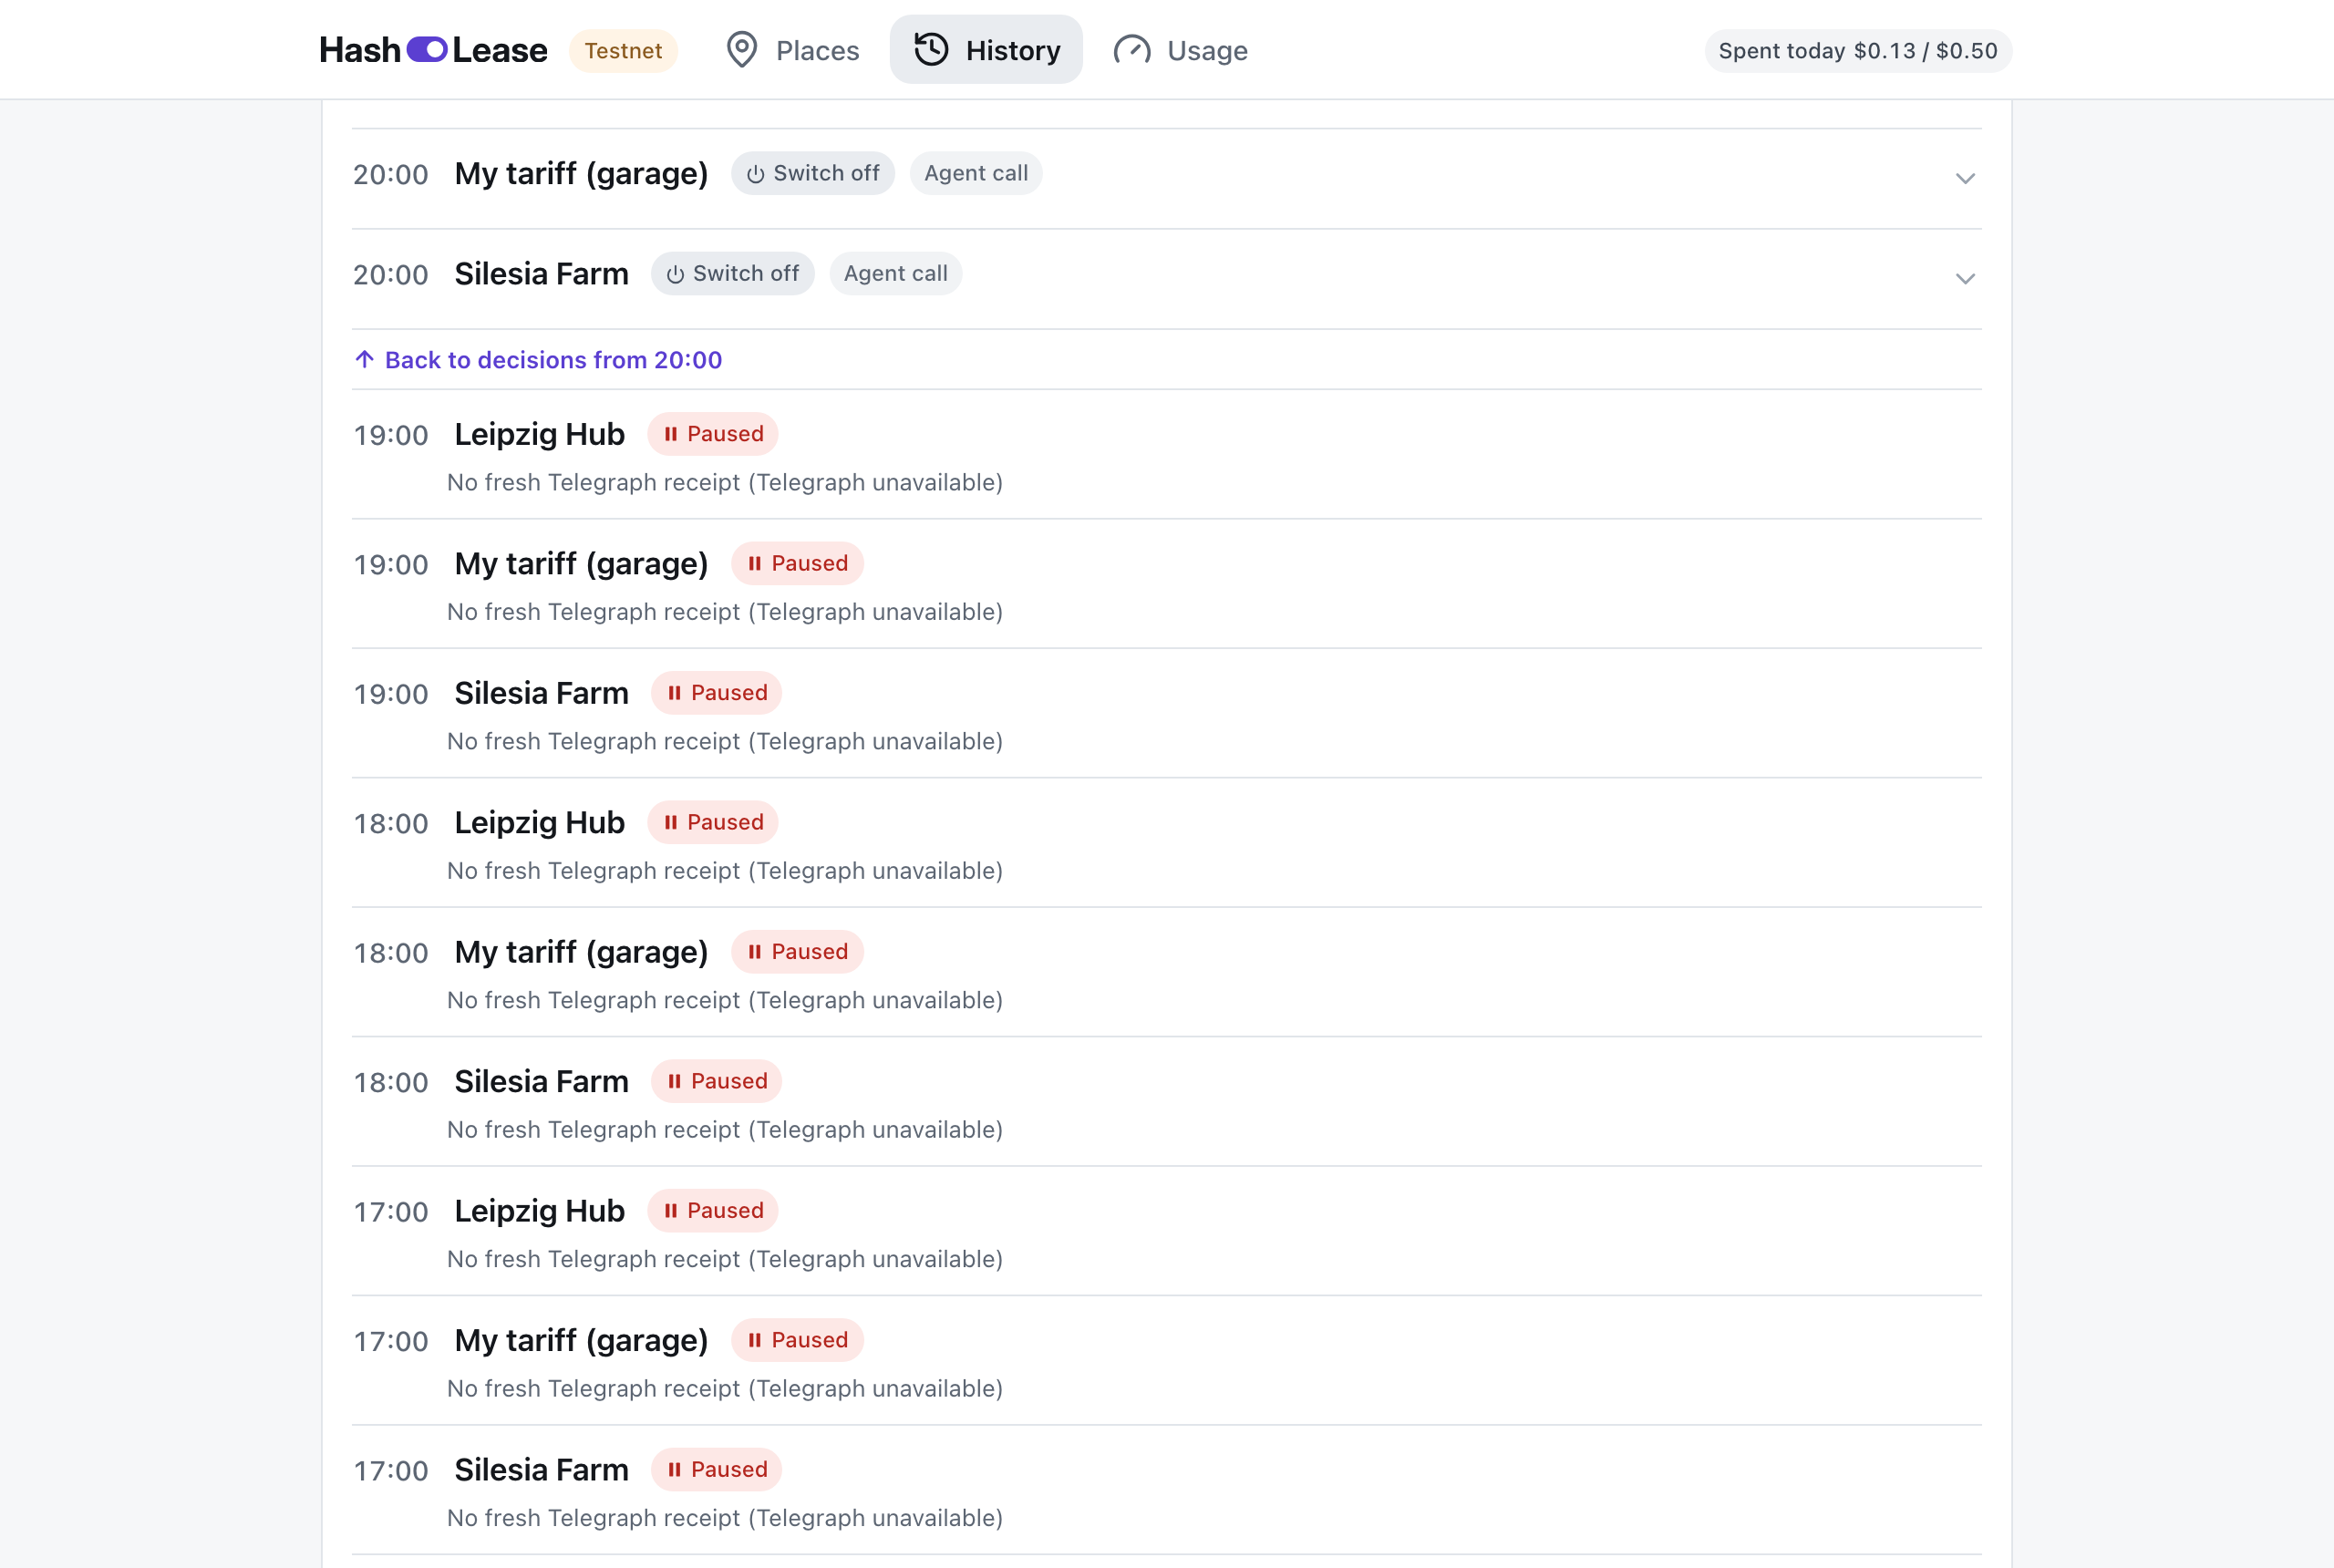 HashLease Testnet Places History Usage Spent today $0.13 / $0.50
20:00 My tariff (garage) Switch off Agent call
20:00 Silesia Farm Switch off Agent call
↑ Back to decisions from 20:00
19:00 Leipzig Hub Paused
No fresh Telegraph receipt (Telegraph unavailable)
19:00 My tariff (garage) Paused
No fresh Telegraph receipt (Telegraph unavailable)
19:00 Silesia Farm Paused
No fresh Telegraph receipt (Telegraph unavailable)
18:00 Leipzig Hub Paused
No fresh Telegraph receipt (Telegraph unavailable)
18:00 My tariff (garage) Paused
No fresh Telegraph receipt (Telegraph unavailable)
18:00 Silesia Farm Paused
No fresh Telegraph receipt (Telegraph unavailable)
17:00 Leipzig Hub Paused
No fresh Telegraph receipt (Telegraph unavailable)
17:00 My tariff (garage) Paused
No fresh Telegraph receipt (Telegraph unavailable)
17:00 Silesia Farm Paused
No fresh Telegraph receipt (Telegraph unavailable)